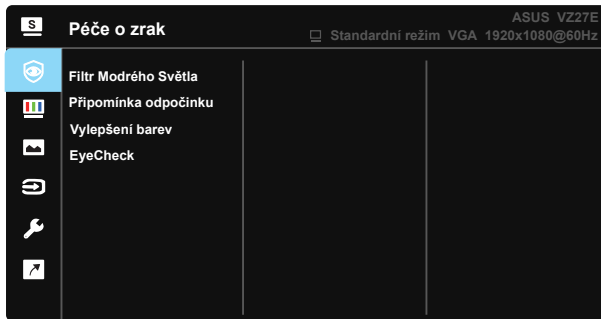 S
Péče o zrak
ASUS VZ27E
Standardní režim VGA 1920x1080@60Hz
Filtr Modrého Světla
Připomínka odpočinku
Vylepšení barev
EyeCheck